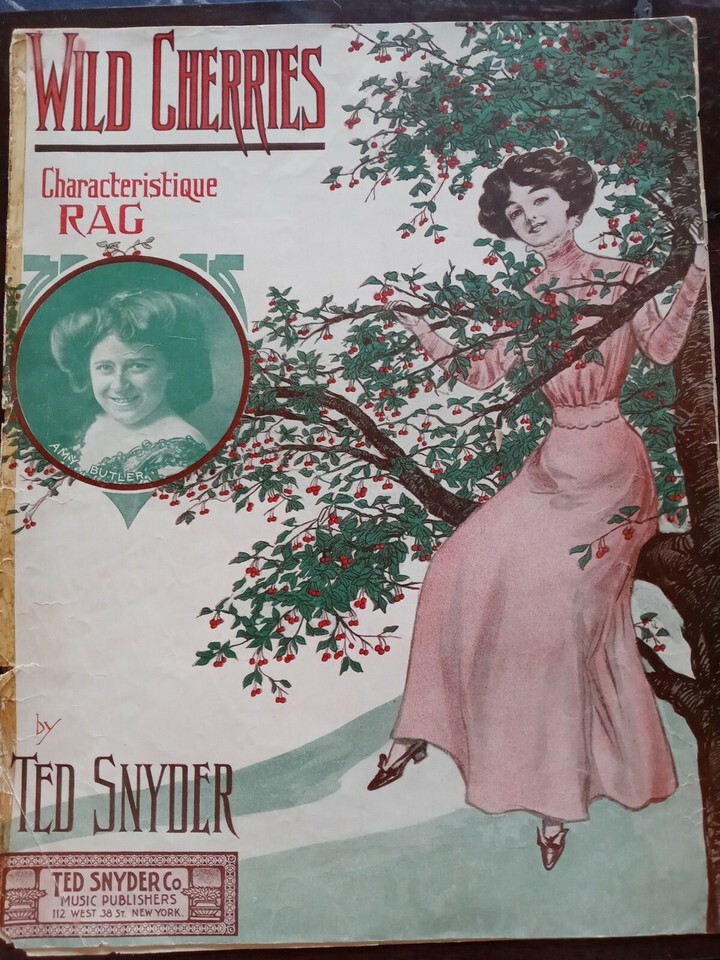 WILD CHERRIES
Characteristique
RAG
AMY BUTLER
by
TED SNYDER
TED SNYDER Co
MUSIC PUBLISHERS
112 WEST 38 ST. NEW YORK.